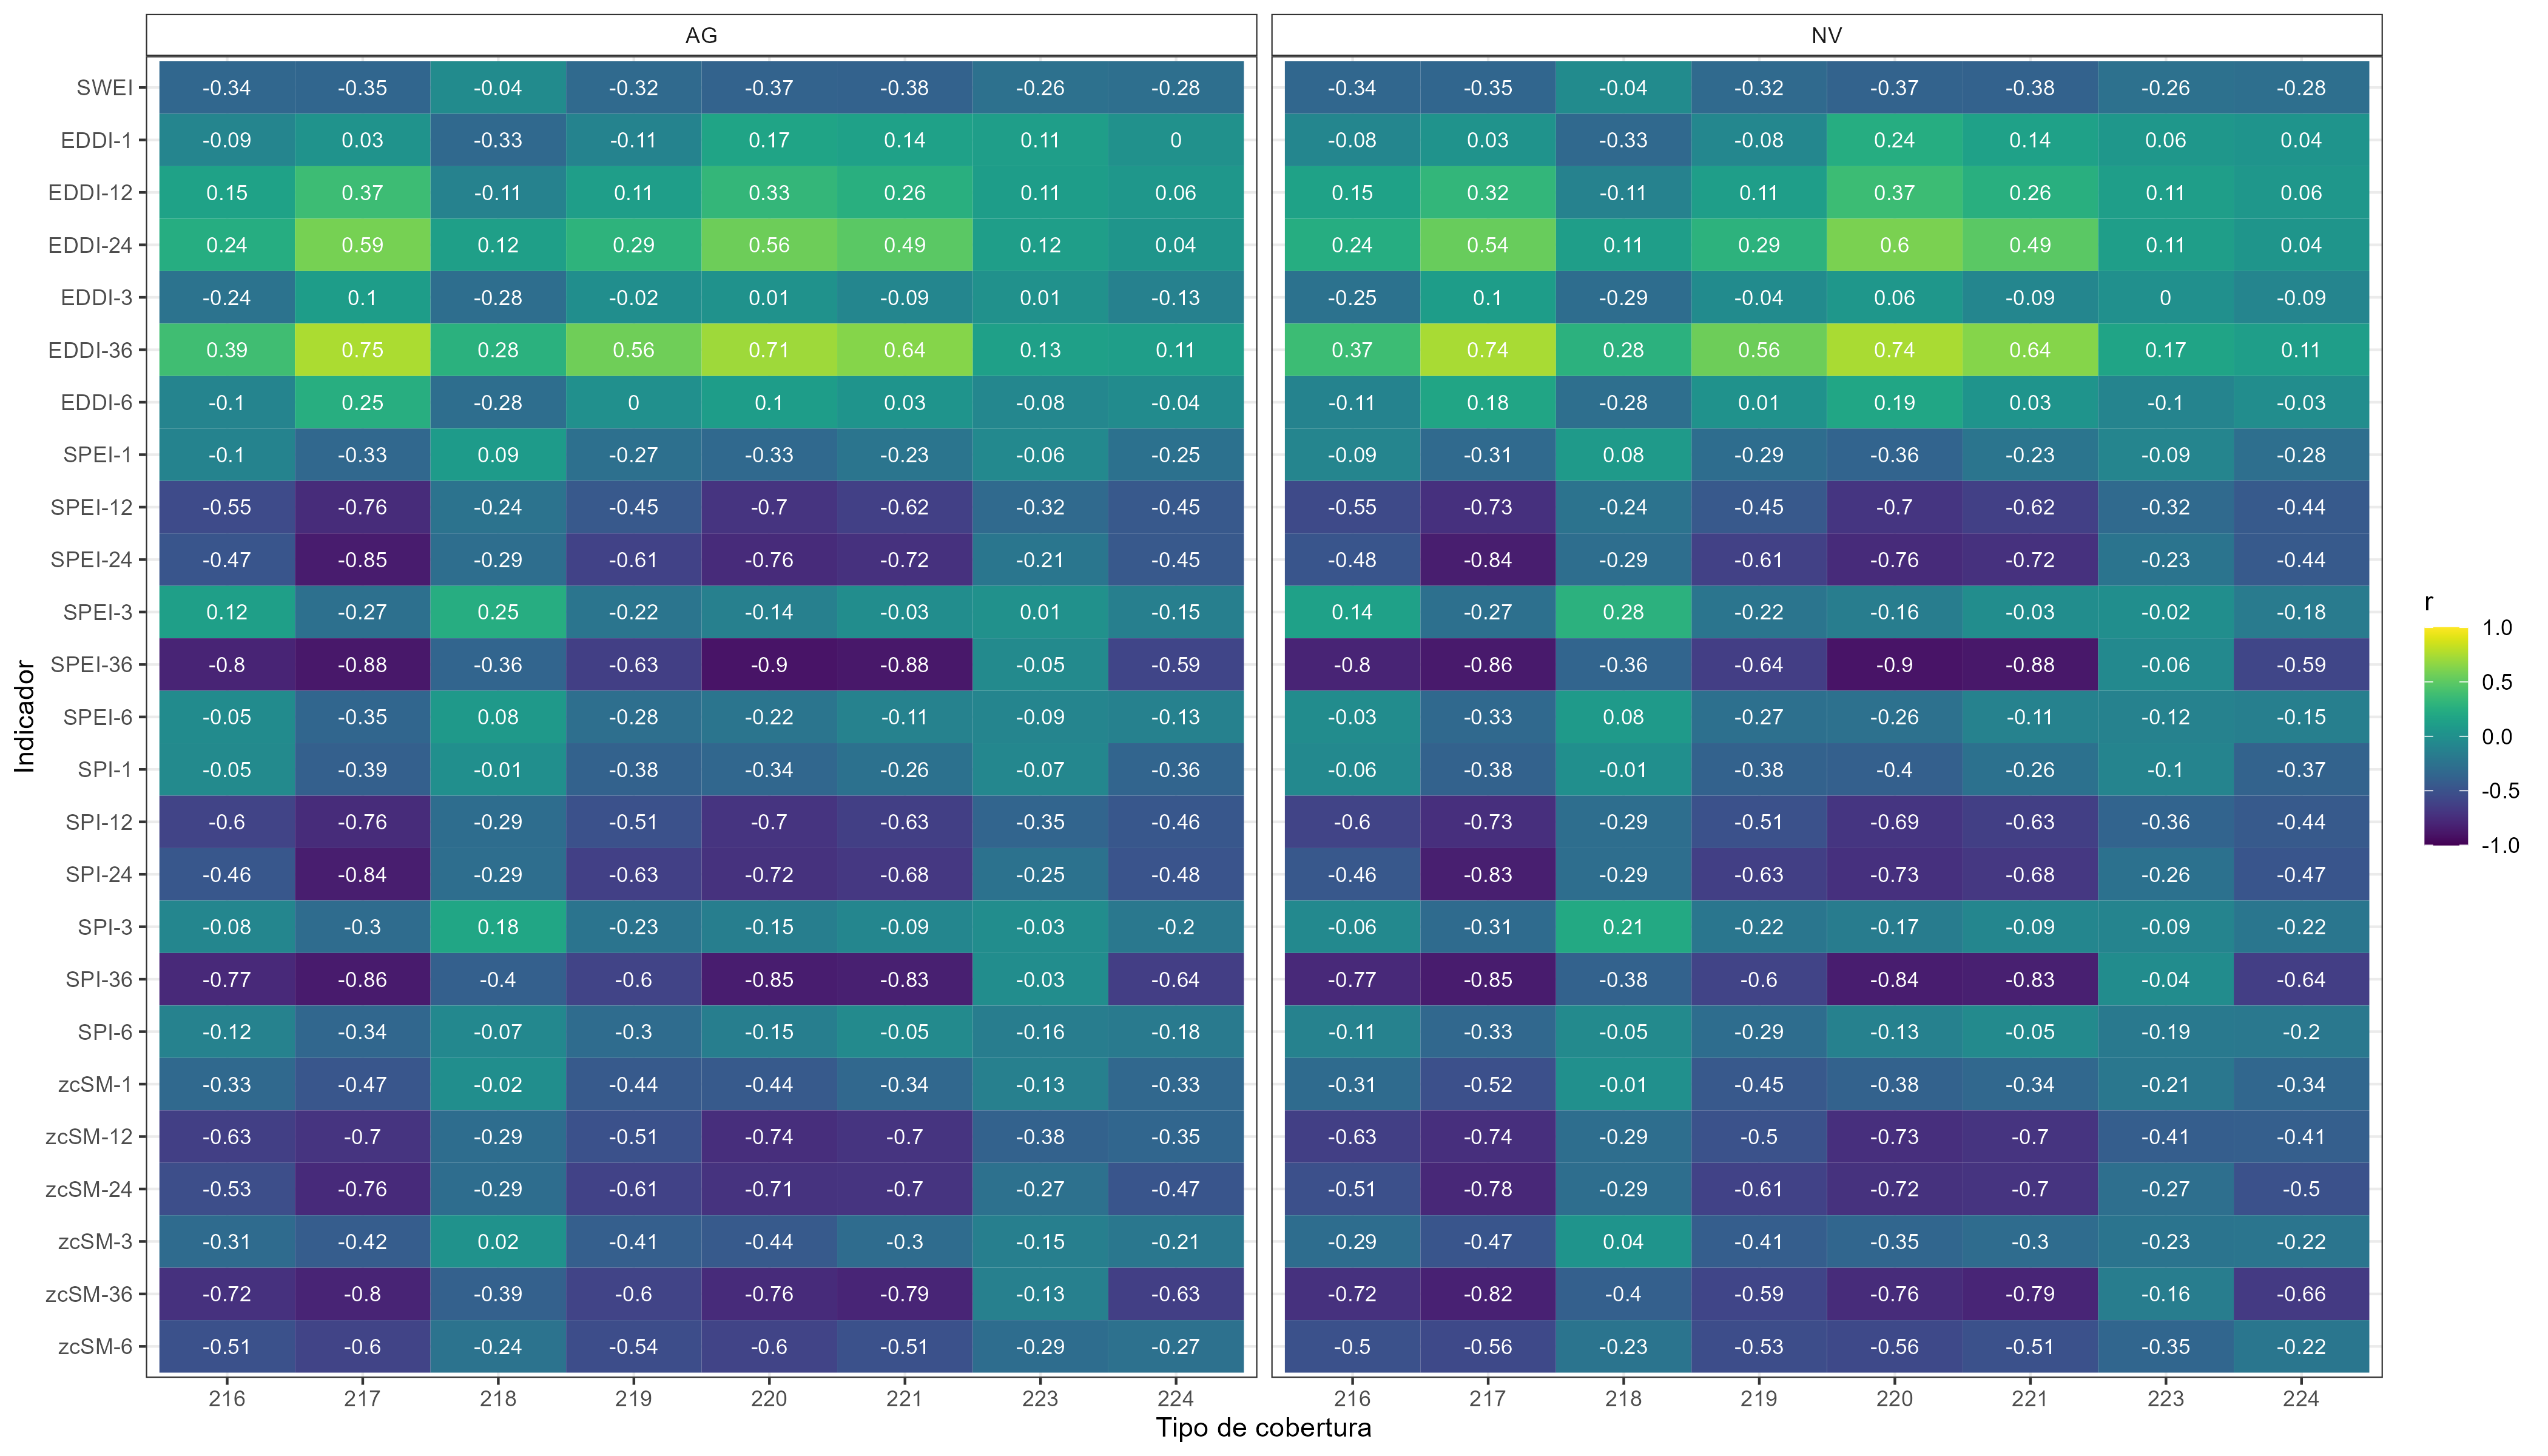 AG NV
SWEI -0.34 -0.35 -0.04 -0.32 -0.37 -0.38 -0.26 -0.28 -0.34 -0.35 -0.04 -0.32 -0.37 -0.38 -0.26 -0.28
EDDI-1 -0.09 0.03 -0.33 -0.11 0.17 0.14 0.11 0 -0.08 0.03 -0.33 -0.08 0.24 0.14 0.06 0.04
EDDI-12 0.15 0.37 -0.11 0.11 0.33 0.26 0.11 0.06 0.15 0.32 -0.11 0.11 0.37 0.26 0.11 0.06
EDDI-24 0.24 0.59 0.12 0.29 0.56 0.49 0.12 0.04 0.24 0.54 0.11 0.29 0.6 0.49 0.11 0.04
EDDI-3 -0.24 0.1 -0.28 -0.02 0.01 -0.09 0.01 -0.13 -0.25 0.1 -0.29 -0.04 0.06 -0.09 0 -0.09
EDDI-36 0.39 0.75 0.28 0.56 0.71 0.64 0.13 0.11 0.37 0.74 0.28 0.56 0.74 0.64 0.17 0.11
EDDI-6 -0.1 0.25 -0.28 0 0.1 0.03 -0.08 -0.04 -0.11 0.18 -0.28 0.01 0.19 0.03 -0.1 -0.03
SPEI-1 -0.1 -0.33 0.09 -0.27 -0.33 -0.23 -0.06 -0.25 -0.09 -0.31 0.08 -0.29 -0.36 -0.23 -0.09 -0.28
SPEI-12 -0.55 -0.76 -0.24 -0.45 -0.7 -0.62 -0.32 -0.45 -0.55 -0.73 -0.24 -0.45 -0.7 -0.62 -0.32 -0.44
SPEI-24 -0.47 -0.85 -0.29 -0.61 -0.76 -0.72 -0.21 -0.45 -0.48 -0.84 -0.29 -0.61 -0.76 -0.72 -0.23 -0.44
SPEI-3 0.12 -0.27 0.25 -0.22 -0.14 -0.03 0.01 -0.15 0.14 -0.27 0.28 -0.22 -0.16 -0.03 -0.02 -0.18
SPEI-36 -0.8 -0.88 -0.36 -0.63 -0.9 -0.88 -0.05 -0.59 -0.8 -0.86 -0.36 -0.64 -0.9 -0.88 -0.06 -0.59
SPEI-6 -0.05 -0.35 0.08 -0.28 -0.22 -0.11 -0.09 -0.13 -0.03 -0.33 0.08 -0.27 -0.26 -0.11 -0.12 -0.15
SPI-1 -0.05 -0.39 -0.01 -0.38 -0.34 -0.26 -0.07 -0.36 -0.06 -0.38 -0.01 -0.38 -0.4 -0.26 -0.1 -0.37
SPI-12 -0.6 -0.76 -0.29 -0.51 -0.7 -0.63 -0.35 -0.46 -0.6 -0.73 -0.29 -0.51 -0.69 -0.63 -0.36 -0.44
SPI-24 -0.46 -0.84 -0.29 -0.63 -0.72 -0.68 -0.25 -0.48 -0.46 -0.83 -0.29 -0.63 -0.73 -0.68 -0.26 -0.47
SPI-3 -0.08 -0.3 0.18 -0.23 -0.15 -0.09 -0.03 -0.2 -0.06 -0.31 0.21 -0.22 -0.17 -0.09 -0.09 -0.22
SPI-36 -0.77 -0.86 -0.4 -0.6 -0.85 -0.83 -0.03 -0.64 -0.77 -0.85 -0.38 -0.6 -0.84 -0.83 -0.04 -0.64
SPI-6 -0.12 -0.34 -0.07 -0.3 -0.15 -0.05 -0.16 -0.18 -0.11 -0.33 -0.05 -0.29 -0.13 -0.05 -0.19 -0.2
zcSM-1 -0.33 -0.47 -0.02 -0.44 -0.44 -0.34 -0.13 -0.33 -0.31 -0.52 -0.01 -0.45 -0.38 -0.34 -0.21 -0.34
zcSM-12 -0.63 -0.7 -0.29 -0.51 -0.74 -0.7 -0.38 -0.35 -0.63 -0.74 -0.29 -0.5 -0.73 -0.7 -0.41 -0.41
zcSM-24 -0.53 -0.76 -0.29 -0.61 -0.71 -0.7 -0.27 -0.47 -0.51 -0.78 -0.29 -0.61 -0.72 -0.7 -0.27 -0.5
zcSM-3 -0.31 -0.42 0.02 -0.41 -0.44 -0.3 -0.15 -0.21 -0.29 -0.47 0.04 -0.41 -0.35 -0.3 -0.23 -0.22
zcSM-36 -0.72 -0.8 -0.39 -0.6 -0.76 -0.79 -0.13 -0.63 -0.72 -0.82 -0.4 -0.59 -0.76 -0.79 -0.16 -0.66
zcSM-6 -0.51 -0.6 -0.24 -0.54 -0.6 -0.51 -0.29 -0.27 -0.5 -0.56 -0.23 -0.53 -0.56 -0.51 -0.35 -0.22
216 217 218 219 220 221 223 224 216 217 218 219 220 221 223 224
Tipo de cobertura
Indicador
r
1.0
0.5
0.0
-0.5
-1.0